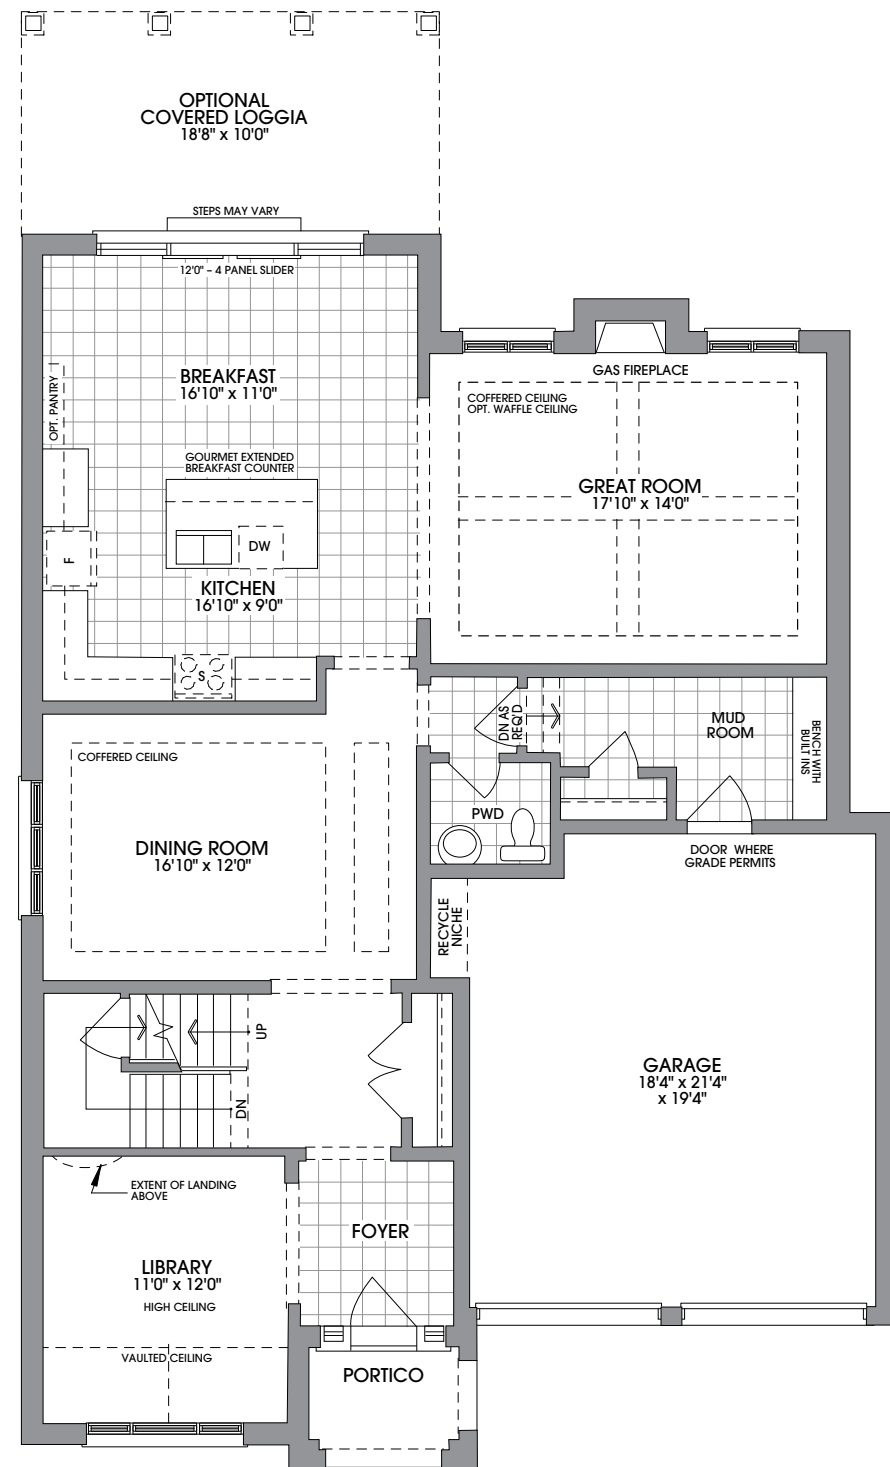 OPTIONAL
COVERED LOGGIA
18'8" x 10'0"
STEPS MAY VARY
12'0" – 4 PANEL SLIDER
BREAKFAST
16'10" x 11'0"
OPT. PANTRY
GOURMET EXTENDED
BREAKFAST COUNTER
DW
F
KITCHEN
16'10" x 9'0"
S
GAS FIREPLACE
COFFERED CEILING
OPT. WAFFLE CEILING
GREAT ROOM
17'10" x 14'0"
DN AS
REQ'D
MUD
ROOM
BENCH WITH
BUILT INS
PWD
COFFERED CEILING
DINING ROOM
16'10" x 12'0"
DOOR WHERE
GRADE PERMITS
RECYCLE
NICHE
UP
DN
GARAGE
18'4" x 21'4"
x 19'4"
EXTENT OF LANDING
ABOVE
FOYER
LIBRARY
11'0" x 12'0"
HIGH CEILING
VAULTED CEILING
PORTICO